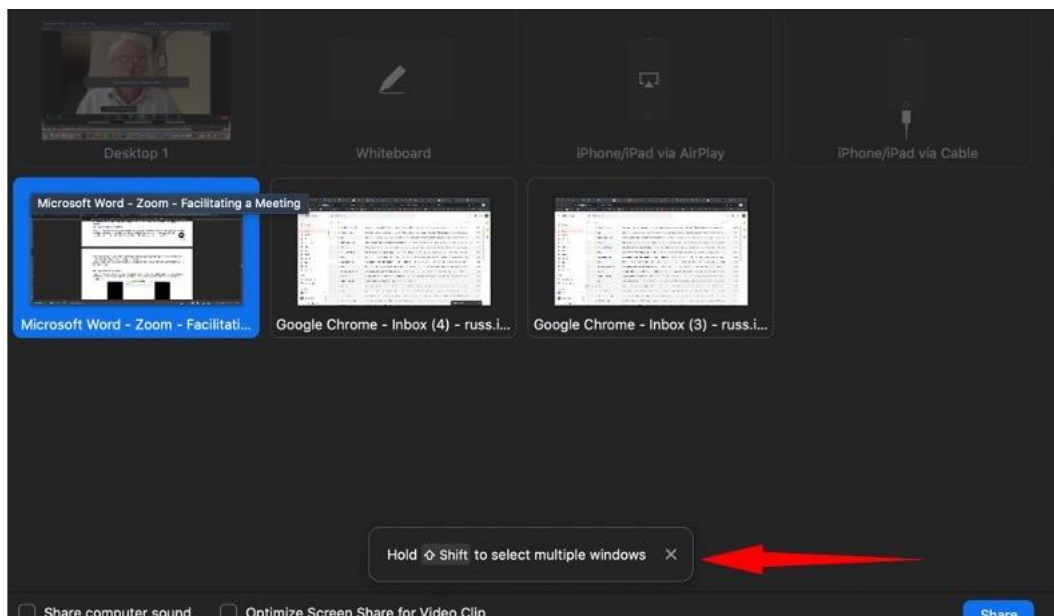 Desktop 1
Whiteboard
iPhone/iPad via AirPlay
iPhone/iPad via Cable
Microsoft Word - Zoom - Facilitating a Meeting
Microsoft Word - Zoom - Facilitati...
Google Chrome - Inbox (4) - russ.i...
Google Chrome - Inbox (3) - russ.i...
Hold ⇧ Shift to select multiple windows ×
Share computer sound
Optimize Screen Share for Video Clip
Share